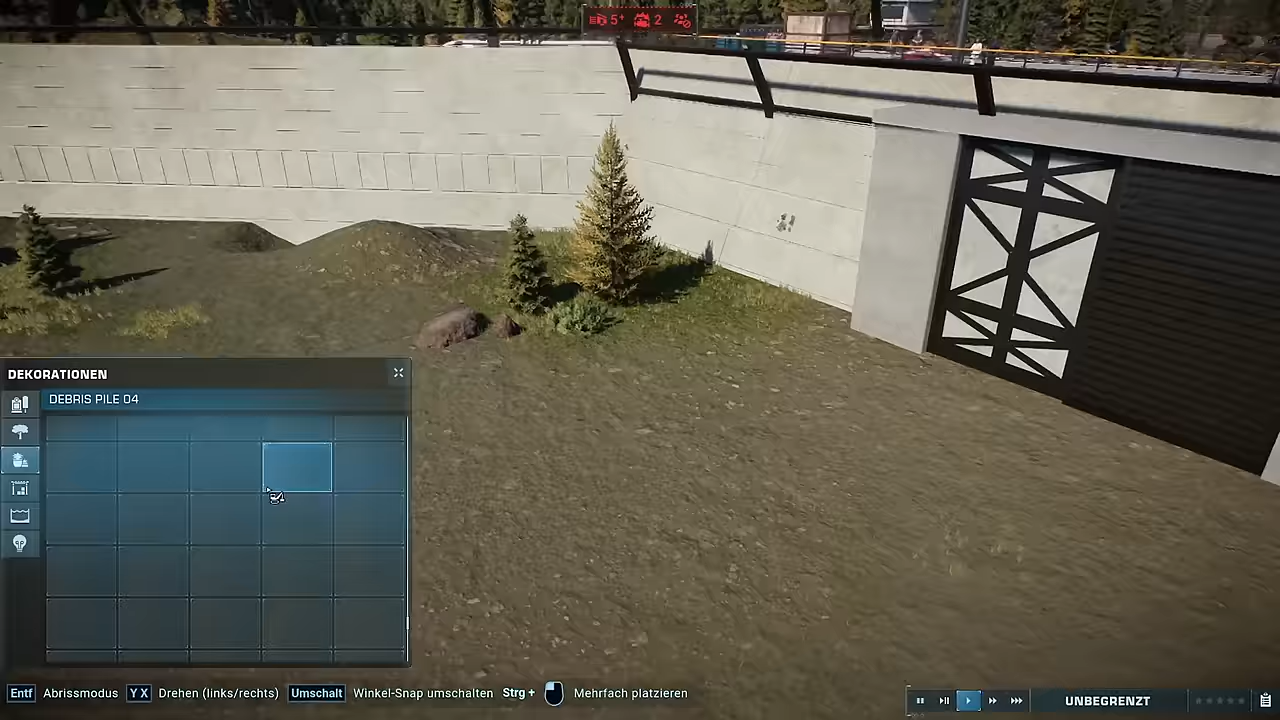 5+ 2
DEKORATIONEN
DEBRIS PILE 04
Entf Abrissmodus Y X Drehen (links/rechts) Umschalt Winkel-Snap umschalten Strg + Mehrfach platzieren
UNBEGRENZT